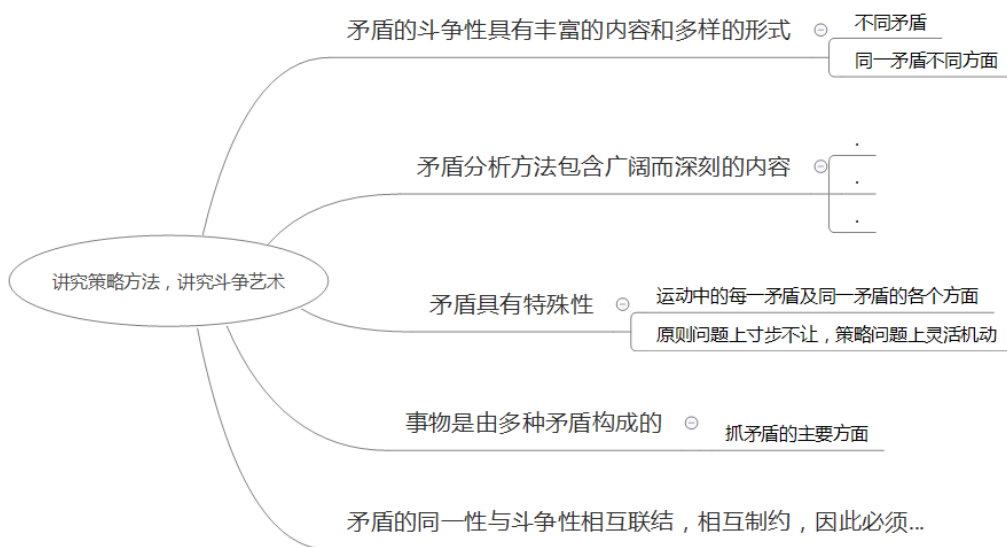 矛盾的斗争性具有丰富的内容和多样的形式
不同矛盾
同一矛盾不同方面
矛盾分析方法包含广阔而深刻的内容
.
.
.
讲究策略方法，讲究斗争艺术
矛盾具有特殊性
运动中的每一矛盾及同一矛盾的各个方面
原则问题上寸步不让，策略问题上灵活机动
事物是由多种矛盾构成的
抓矛盾的主要方面
矛盾的同一性与斗争性相互联结，相互制约，因此必须...